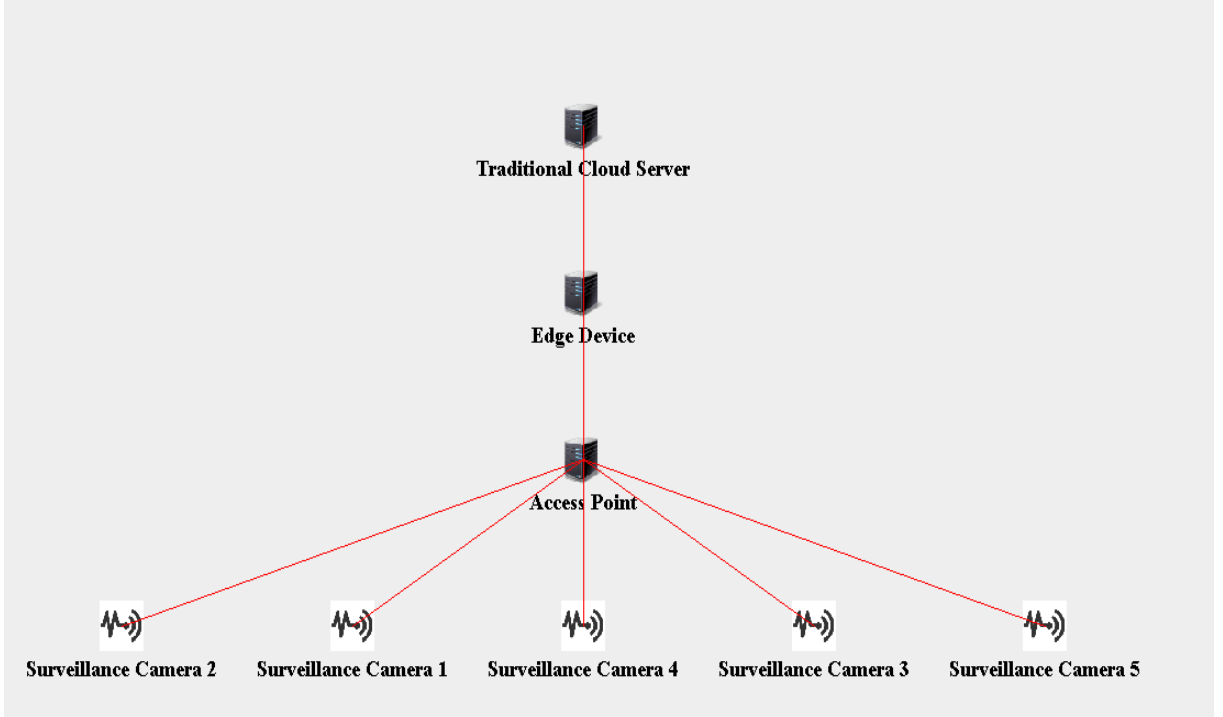 Traditional Cloud Server
Edge Device
Access Point
Surveillance Camera 2
Surveillance Camera 1
Surveillance Camera 4
Surveillance Camera 3
Surveillance Camera 5